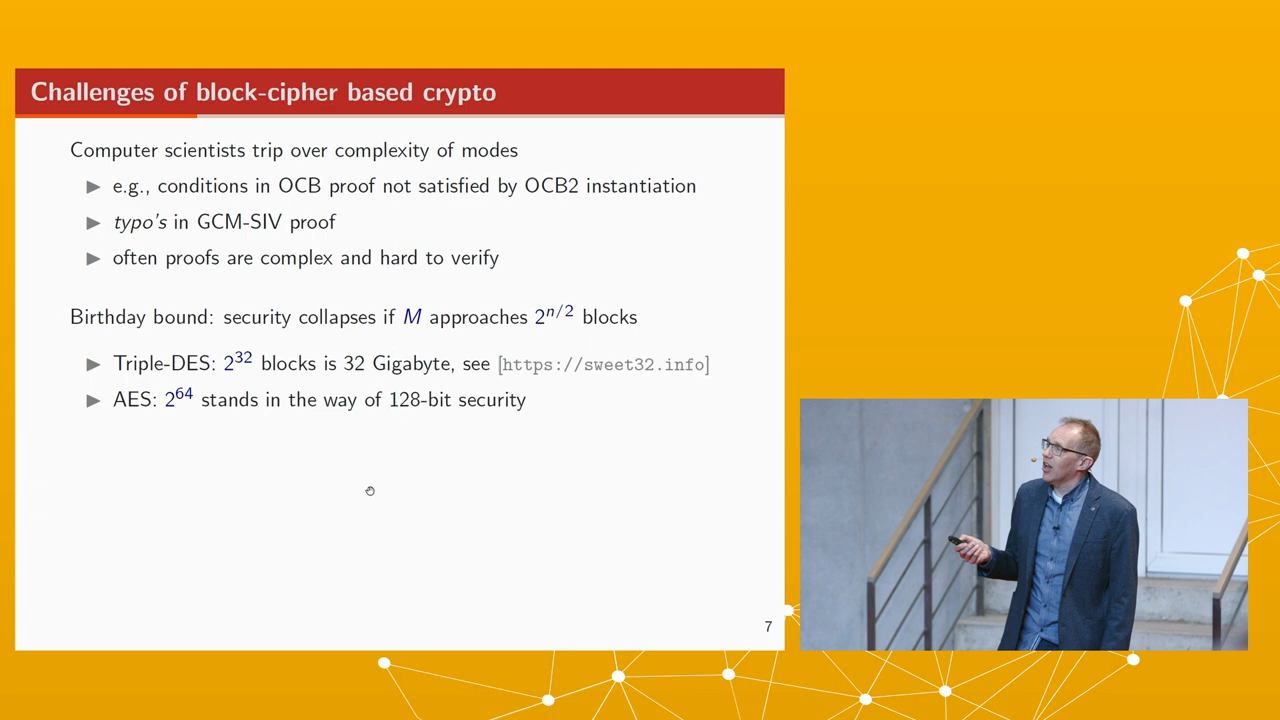 Challenges of block-cipher based crypto
Computer scientists trip over complexity of modes
▶ e.g., conditions in OCB proof not satisfied by OCB2 instantiation
▶ typo's in GCM-SIV proof
▶ often proofs are complex and hard to verify
Birthday bound: security collapses if M approaches 2^{n/2} blocks
▶ Triple-DES: 2^{32} blocks is 32 Gigabyte, see [https://sweet32.info]
▶ AES: 2^{64} stands in the way of 128-bit security
7